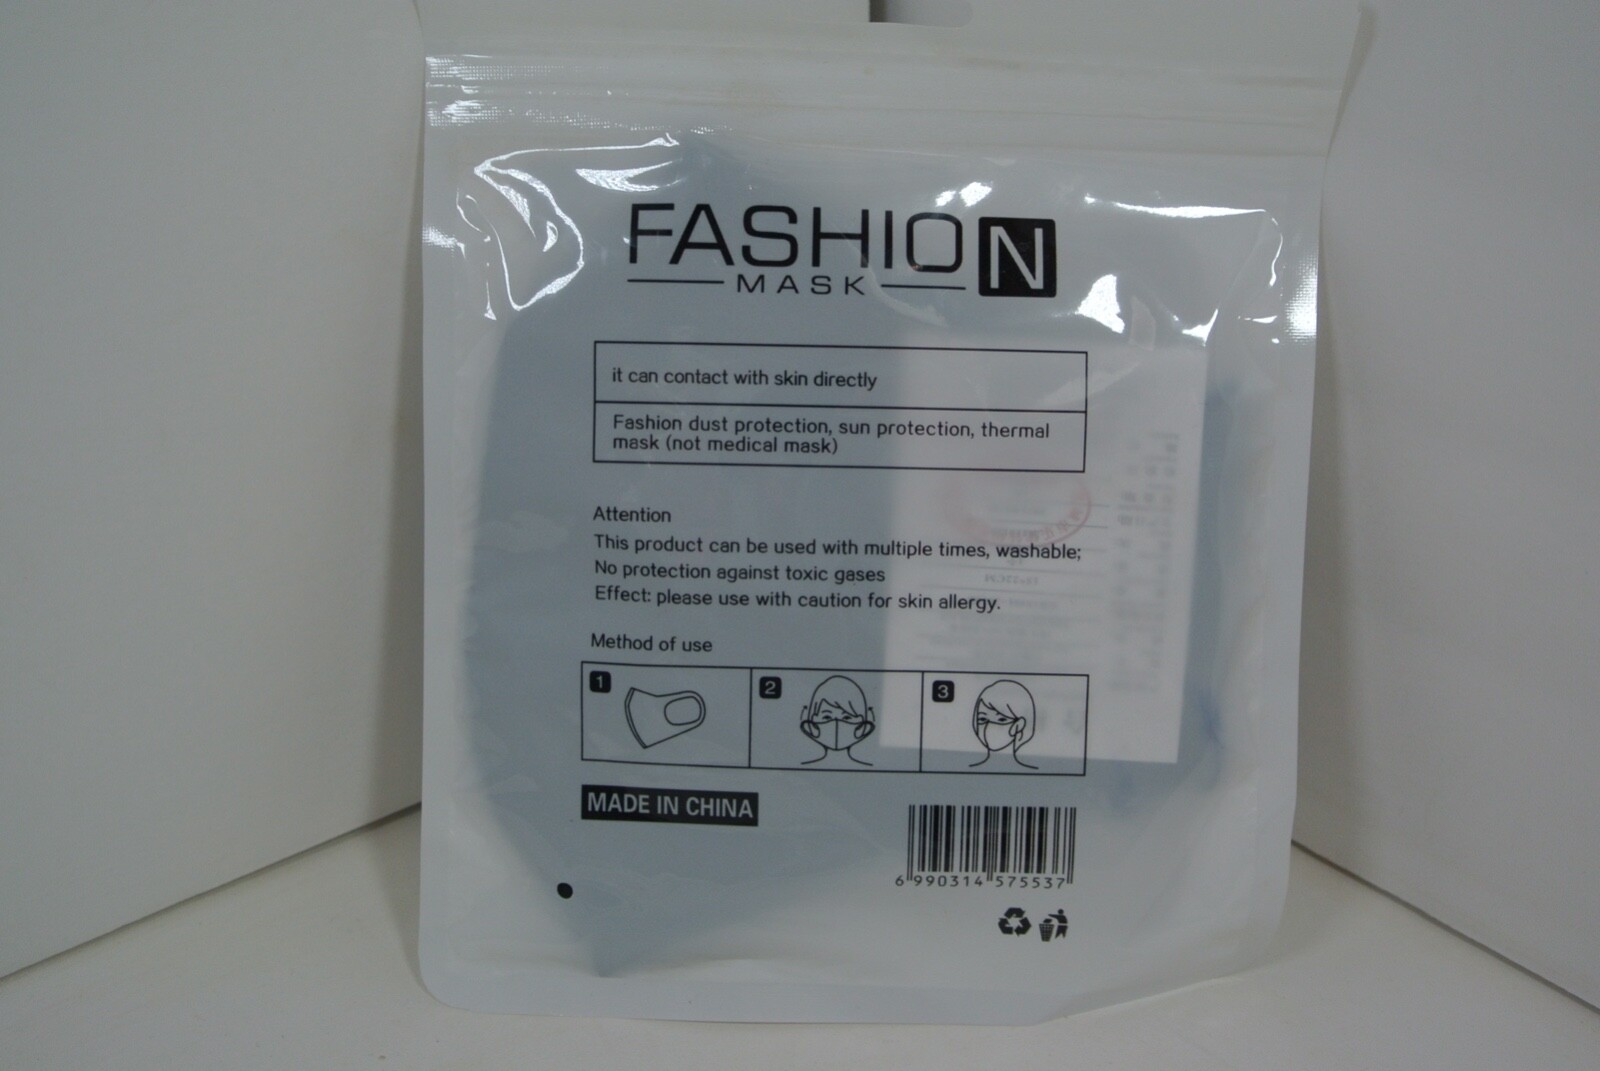 FASHION
MASK
it can contact with skin directly
Fashion dust protection, sun protection, thermal
mask (not medical mask)
Attention
This product can be used with multiple times, washable;
No protection against toxic gases
Effect: please use with caution for skin allergy.
Method of use
1 2 3
MADE IN CHINA
6 990314 575537